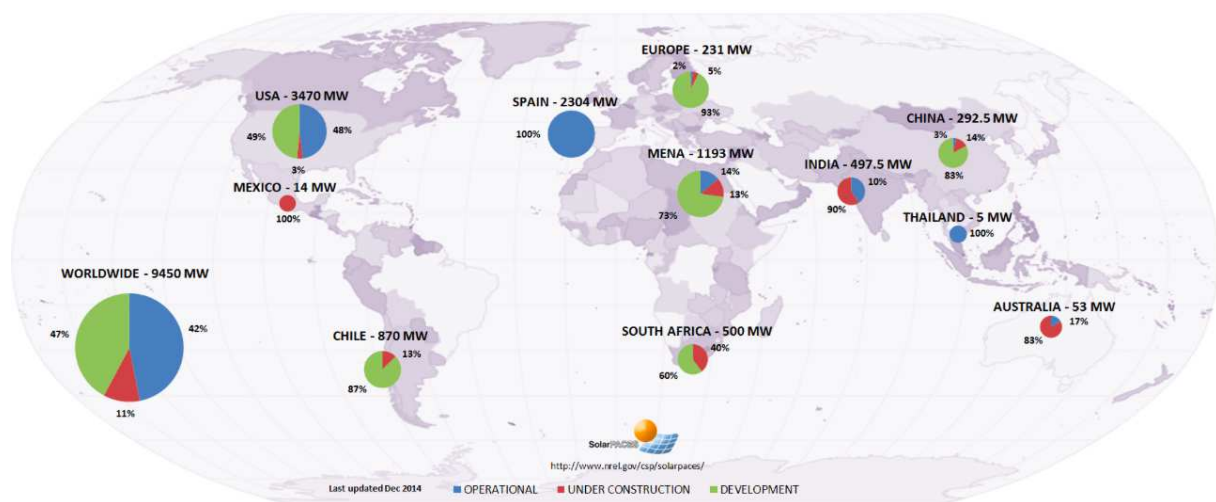 EUROPE - 231 MW
2%
5%
93%
USA - 3470 MW
49%
48%
3%
SPAIN - 2304 MW
100%
CHINA - 292.5 MW
3%
14%
83%
MENA - 1193 MW
14%
13%
73%
INDIA - 497.5 MW
10%
90%
MEXICO - 14 MW
100%
THAILAND - 5 MW
100%
WORLDWIDE - 9450 MW
47%
42%
11%
AUSTRALIA - 53 MW
17%
83%
CHILE - 870 MW
13%
87%
SOUTH AFRICA - 500 MW
40%
60%
SolarPACES
http://www.nrel.gov/csp/solarpaces/
Last updated Dec 2014 OPERATIONAL UNDER CONSTRUCTION DEVELOPMENT